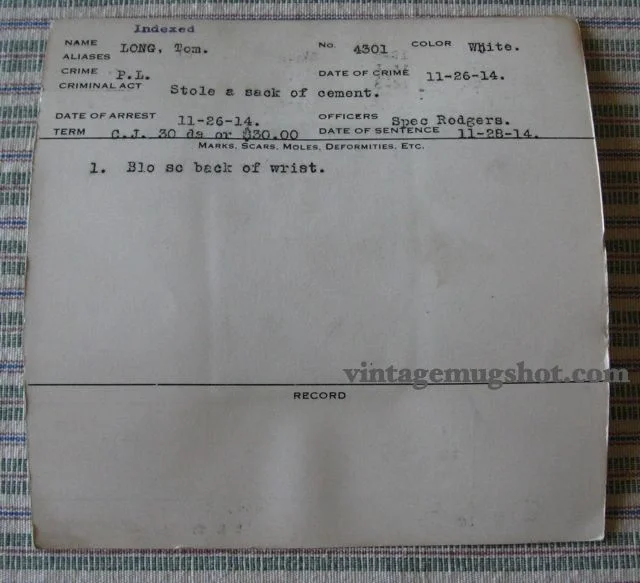 Indexed
NAME LONG, Tom. No. 4301 COLOR White.
ALIASES
CRIME P.L. DATE OF CRIME 11-26-14.
CRIMINAL ACT Stole a sack of cement.
DATE OF ARREST 11-26-14. OFFICERS Spec Rodgers.
TERM C.J. 30 ds or $30.00 DATE OF SENTENCE 11-28-14.
MARKS, SCARS, MOLES, DEFORMITIES, ETC.
1. Blo sc back of wrist.
vintagemugshot.com
RECORD